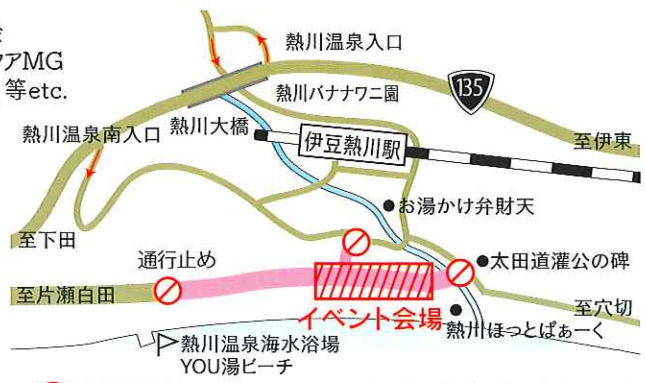 アMG
等etc.
熱川温泉入口
135
熱川バナナワニ園
熱川温泉南入口
熱川大橋
伊豆熱川駅
至伊東
お湯かけ弁財天
至下田
通行止め
太田道灌公の碑
至片瀬白田
イベント会場
至穴切
熱川ほっとぱぁーく
熱川温泉海水浴場
YOU湯ビーチ